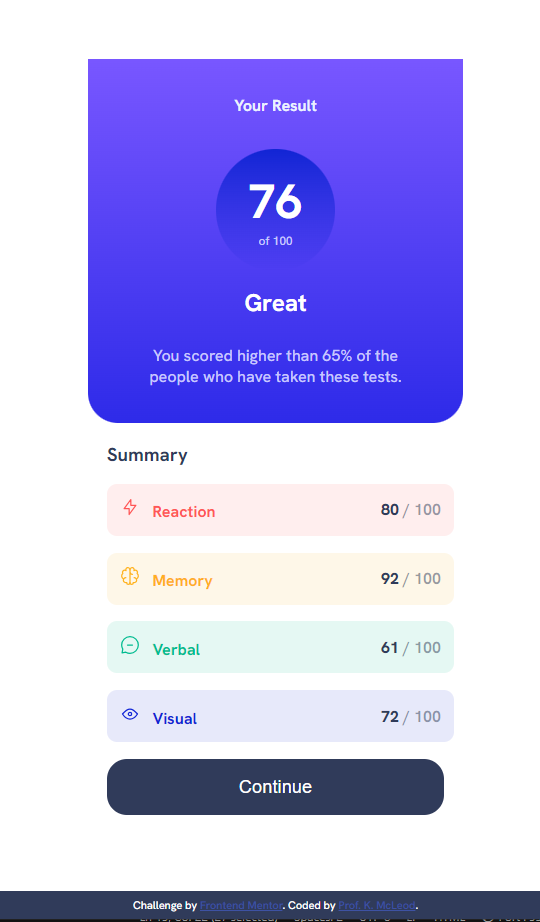 Your Result
76
of 100
Great
You scored higher than 65% of the
people who have taken these tests.
Summary
Reaction 80 / 100
Memory 92 / 100
Verbal 61 / 100
Visual 72 / 100
Continue
Challenge by Frontend Mentor. Coded by Prof. K. McLeod.